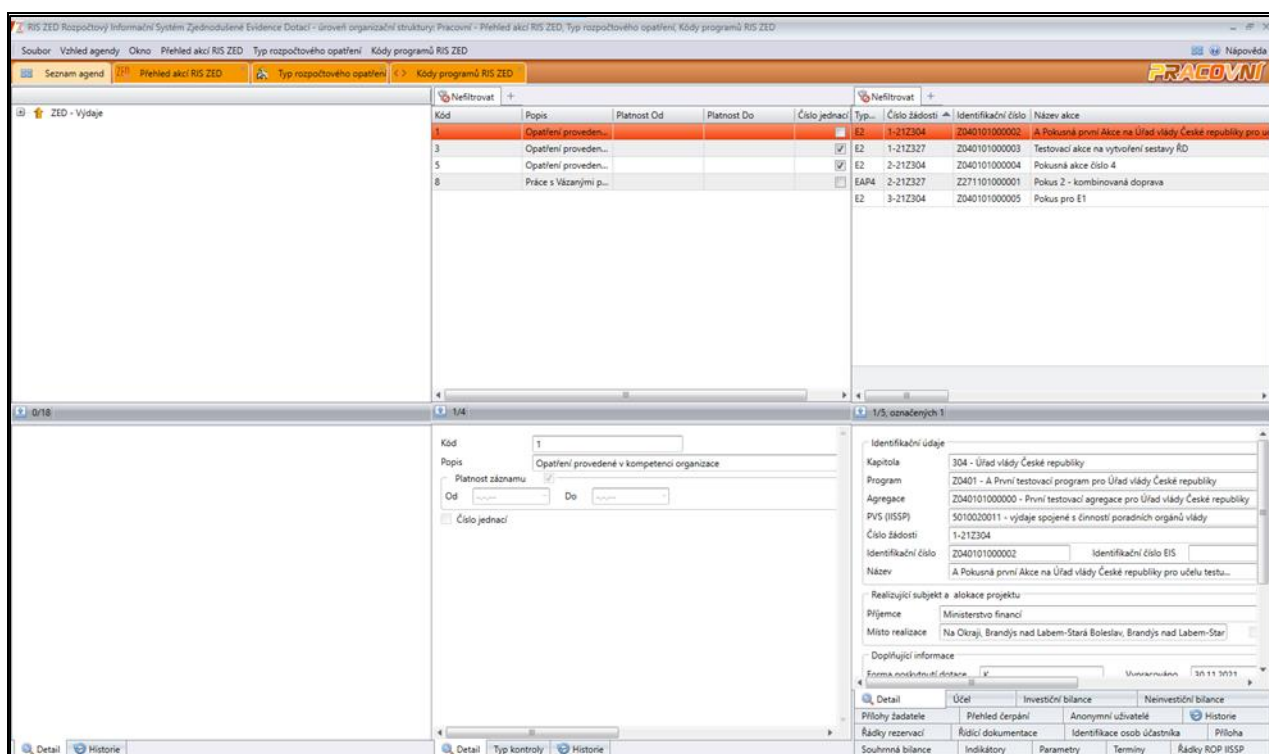 RIS ZED Rozpočtový Informační Systém Zjednodušené Evidence Dotací - úroveň organizační struktury: Pracovní - Přehled akcí RIS ZED, Typ rozpočtového opatření, Kódy programů RIS ZED
Soubor Vzhled agendy Okno Přehled akcí RIS ZED Typ rozpočtového opatření Kódy programů RIS ZED Nápověda
Seznam agend Přehled akcí RIS ZED Typ rozpočtového opatření Kódy programů RIS ZED PRACOVNÍ
ZED - Výdaje
0/18
Detail Historie
Nefiltrovat +
Kód Popis Platnost Od Platnost Do Číslo jednací
1 Opatření proveden...
3 Opatření proveden...
5 Opatření proveden...
8 Práce s Vázanými p...
1/4
Kód 1
Popis Opatření provedené v kompetenci organizace
Platnost záznamu
Od Do
Číslo jednací
Detail Typ kontroly Historie
Nefiltrovat +
Typ... Číslo žádosti Identifikační číslo Název akce
E2 1-21Z304 Z040101000002 A Pokusná první Akce na Úřad vlády České republiky pro
E2 1-21Z327 Z040101000003 Testovací akce na vytvoření sestavy ŘD
E2 2-21Z304 Z040101000004 Pokusná akce číslo 4
EAP4 2-21Z327 Z271101000001 Pokus 2 - kombinovaná doprava
E2 3-21Z304 Z040101000005 Pokus pro E1
1/5, označených 1
Identifikační údaje
Kapitola 304 - Úřad vlády České republiky
Program Z0401 - A První testovací program pro Úřad vlády České republiky
Agregace Z040101000000 - První testovací agregace pro Úřad vlády České republiky
PVS (IISSP) 5010020011 - výdaje spojené s činností poradních orgánů vlády
Číslo žádosti 1-21Z304
Identifikační číslo Z040101000002 Identifikační číslo EIS
Název A Pokusná první Akce na Úřad vlády České republiky pro učelu testu...
Realizující subjekt a alokace projektu
Příjemce Ministerstvo financí
Místo realizace Na Okraji, Brandýs nad Labem-Stará Boleslav, Brandýs nad Labem-Star
Doplňující informace
Forma poskytnutí dotace K Vypracováno 30.11.2021
Detail Účel Investiční bilance Neinvestiční bilance
Přílohy žadatele Přehled čerpání Anonymní uživatelé Historie
Řádky rezervací Řídící dokumentace Identifikace osob účastníka Příloha
Souhrnná bilance Indikátory Parametry Termíny Řádky ROP IISSP